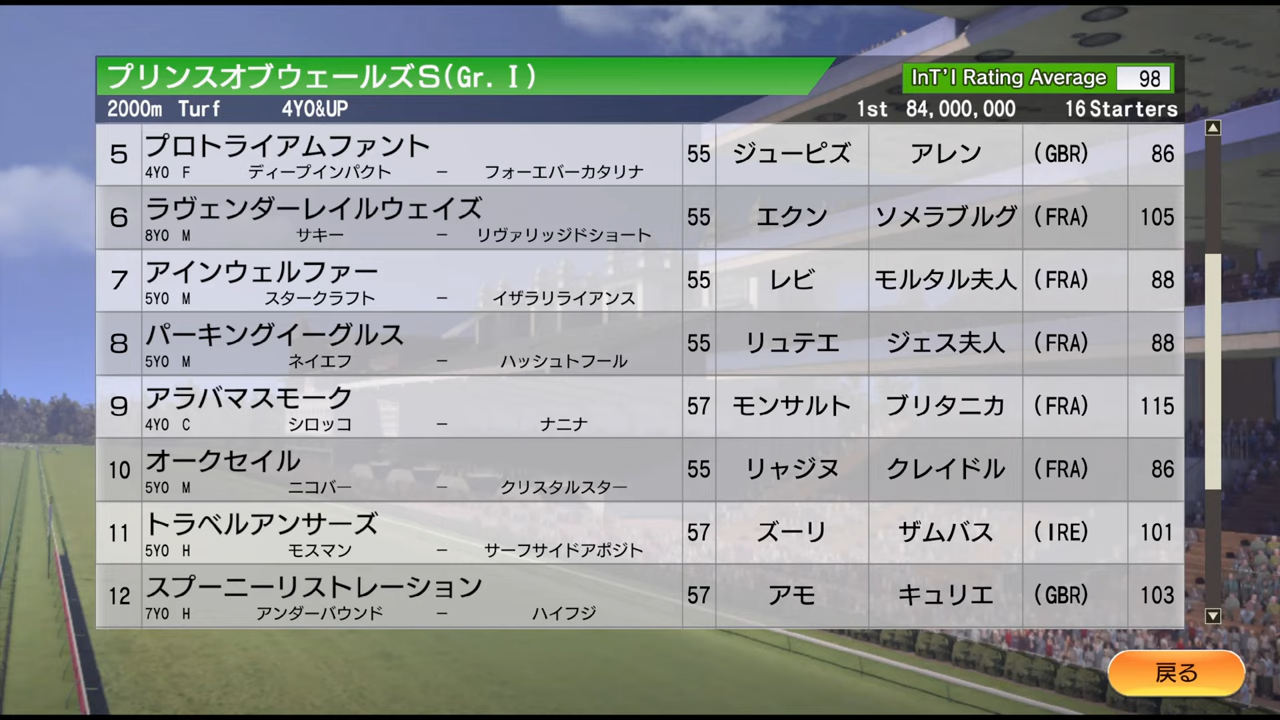 プリンスオブウェールズS(Gr.Ⅰ)
InT'l Rating Average 98
2000m Turf 4YO&UP 1st 84,000,000 16Starters
5 プロトライアムファント 55 ジュービズ アレン (GBR) 86
4YO F ディープインパクト － フォーエバーカタリナ
6 ラヴェンダーレイルウェイズ 55 エクン ソメラブルグ (FRA) 105
8YO M サキー － リヴァリッジドショート
7 アインウェルファー 55 レビ モルタル夫人 (FRA) 88
5YO M スタークラフト － イザラリライアンス
8 パーキングイーグルス 55 リュテエ ジェス夫人 (FRA) 88
5YO M ネイエフ － ハッシュトフール
9 アラバマスモーク 57 モンサルト ブリタニカ (FRA) 115
4YO C シロッコ － ナニナ
10 オークセイル 55 リャジヌ クレイドル (FRA) 86
5YO M ニコバー － クリスタルスター
11 トラベルアンサーズ 57 ズーリ ザムバス (IRE) 101
5YO H モスマン － サーフサイドアポジト
12 スプーニーリストレーション 57 アモ キュリエ (GBR) 103
7YO H アンダーバウンド － ハイフジ
戻る